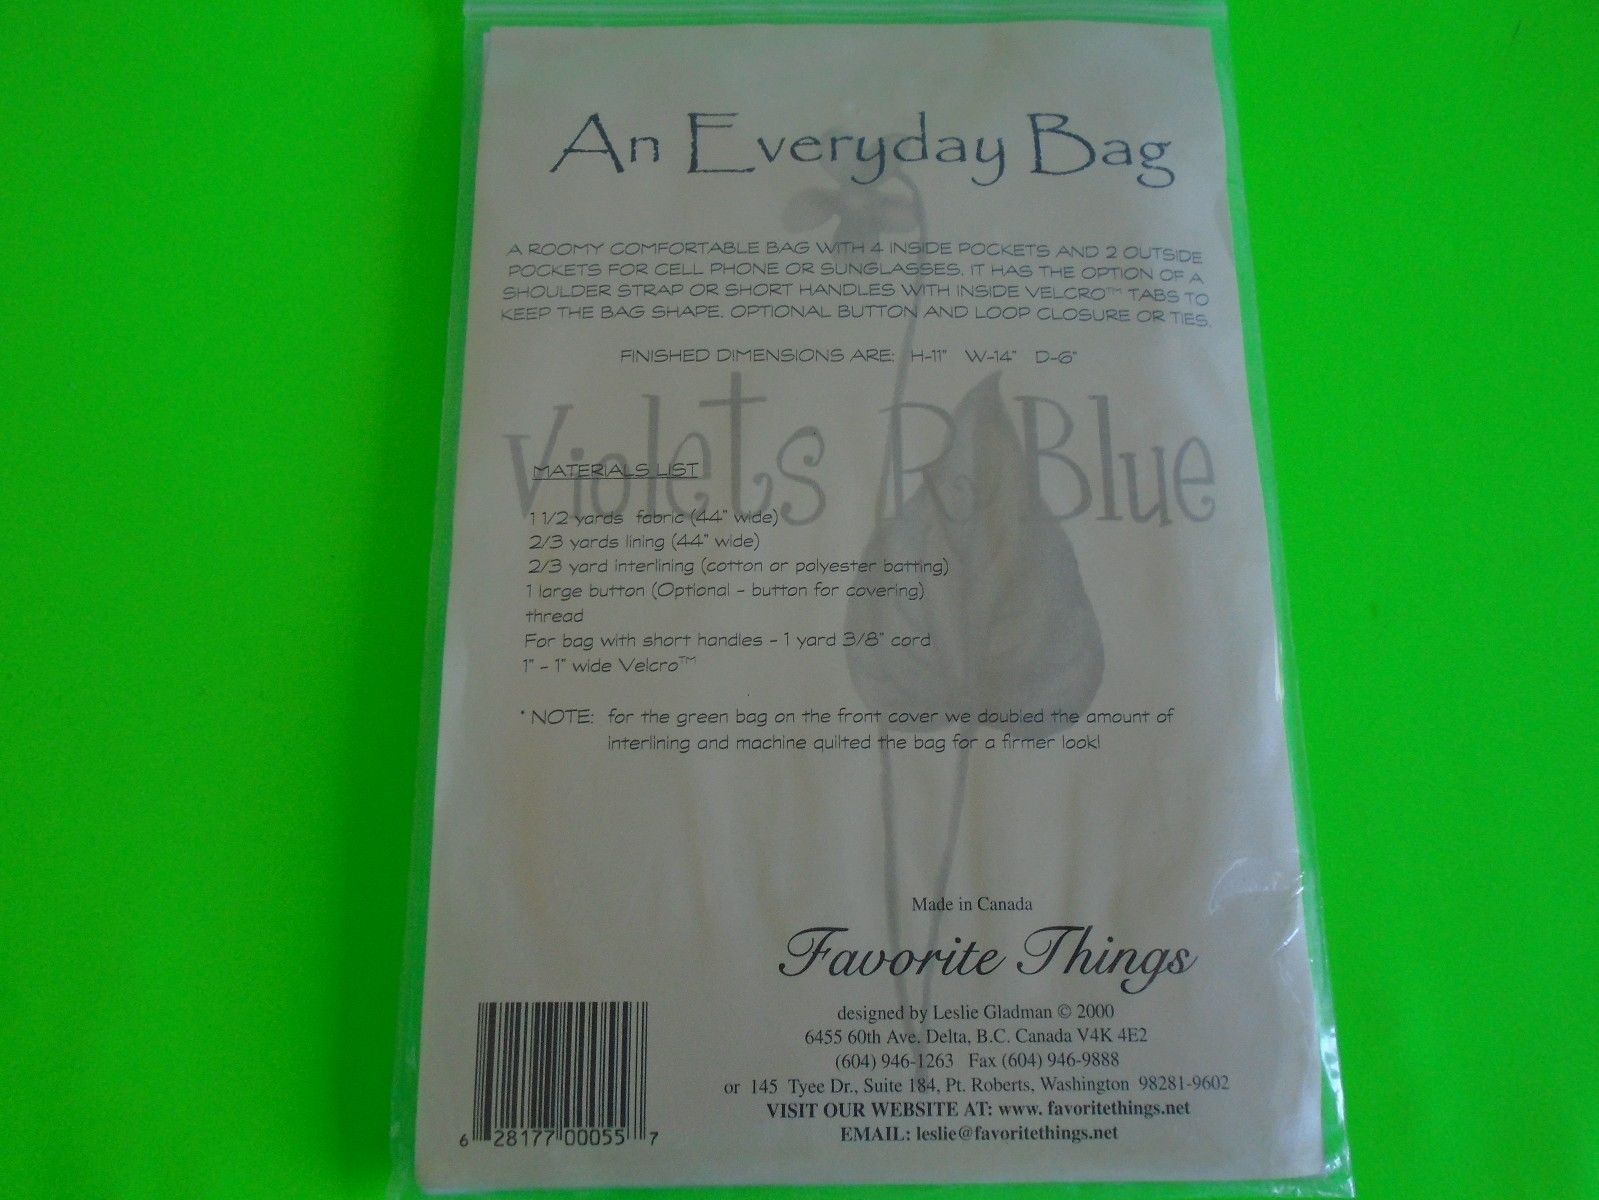 An Everyday Bag
A ROOMY COMFORTABLE BAG WITH 4 INSIDE POCKETS AND 2 OUTSIDE
POCKETS FOR CELL PHONE OR SUNGLASSES. IT HAS THE OPTION OF A
SHOULDER STRAP OR SHORT HANDLES WITH INSIDE VELCRO™ TABS TO
KEEP THE BAG SHAPE. OPTIONAL BUTTON AND LOOP CLOSURE OR TIES.
FINISHED DIMENSIONS ARE: H-11" W-14" D-6"
Violets R Blue
MATERIALS LIST
1 1/2 yards fabric (44" wide)
2/3 yards lining (44" wide)
2/3 yard interlining (cotton or polyester batting)
1 large button (Optional - button for covering)
thread
For bag with short handles - 1 yard 3/8" cord
1" - 1" wide Velcro™
* NOTE: for the green bag on the front cover we doubled the amount of
interlining and machine quilted the bag for a firmer look!
Made in Canada
Favorite Things
designed by Leslie Gladman © 2000
6455 60th Ave. Delta, B.C. Canada V4K 4E2
(604) 946-1263 Fax (604) 946-9888
or 145 Tyee Dr., Suite 184, Pt. Roberts, Washington 98281-9602
VISIT OUR WEBSITE AT: www. favoritethings.net
EMAIL: leslie@favoritethings.net
6 28177 00055 7